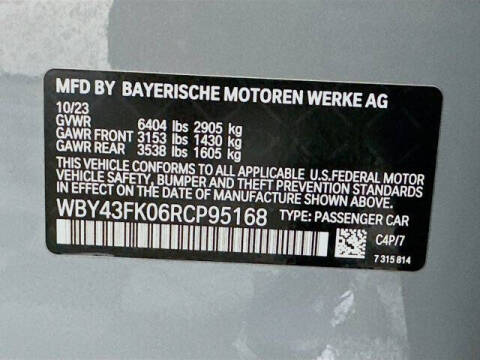 MFD BY BAYERISCHE MOTOREN WERKE AG
10/23
GVWR 6404 lbs 2905 kg
GAWR FRONT 3153 lbs 1430 kg
GAWR REAR 3538 lbs 1605 kg
THIS VEHICLE CONFORMS TO ALL APPLICABLE U.S.FEDERAL MOTOR
VEHICLE SAFETY, BUMPER AND THEFT PREVENTION STANDARDS
IN EFFECT ON THE DATE OF MANUFACTURE SHOWN ABOVE.
WBY43FK06RCP95168 TYPE: PASSENGER CAR
C4P/7
7 315 814